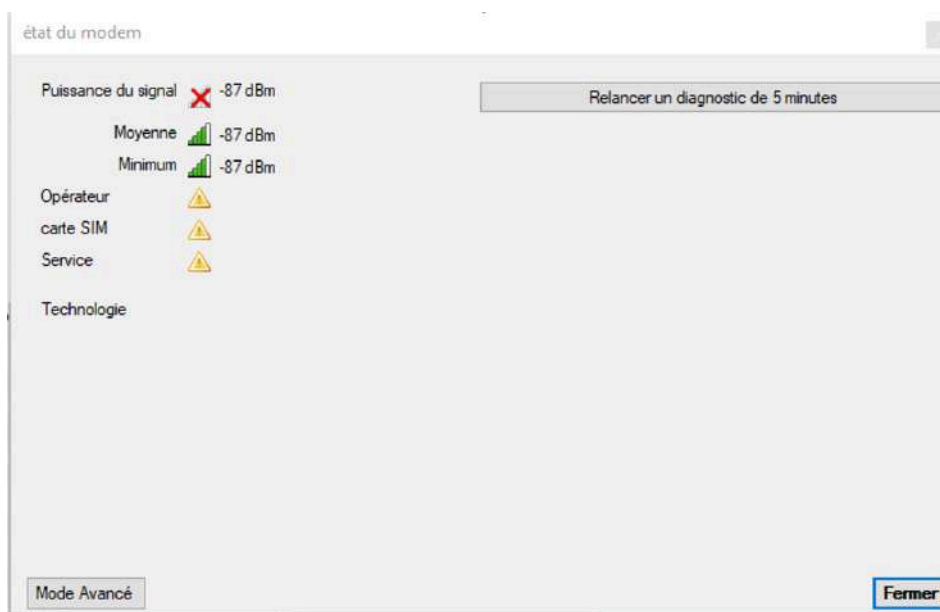 état du modem
Puissance du signal -87 dBm
Relancer un diagnostic de 5 minutes
Moyenne -87 dBm
Minimum -87 dBm
Opérateur
carte SIM
Service
Technologie
Mode Avancé
Fermer